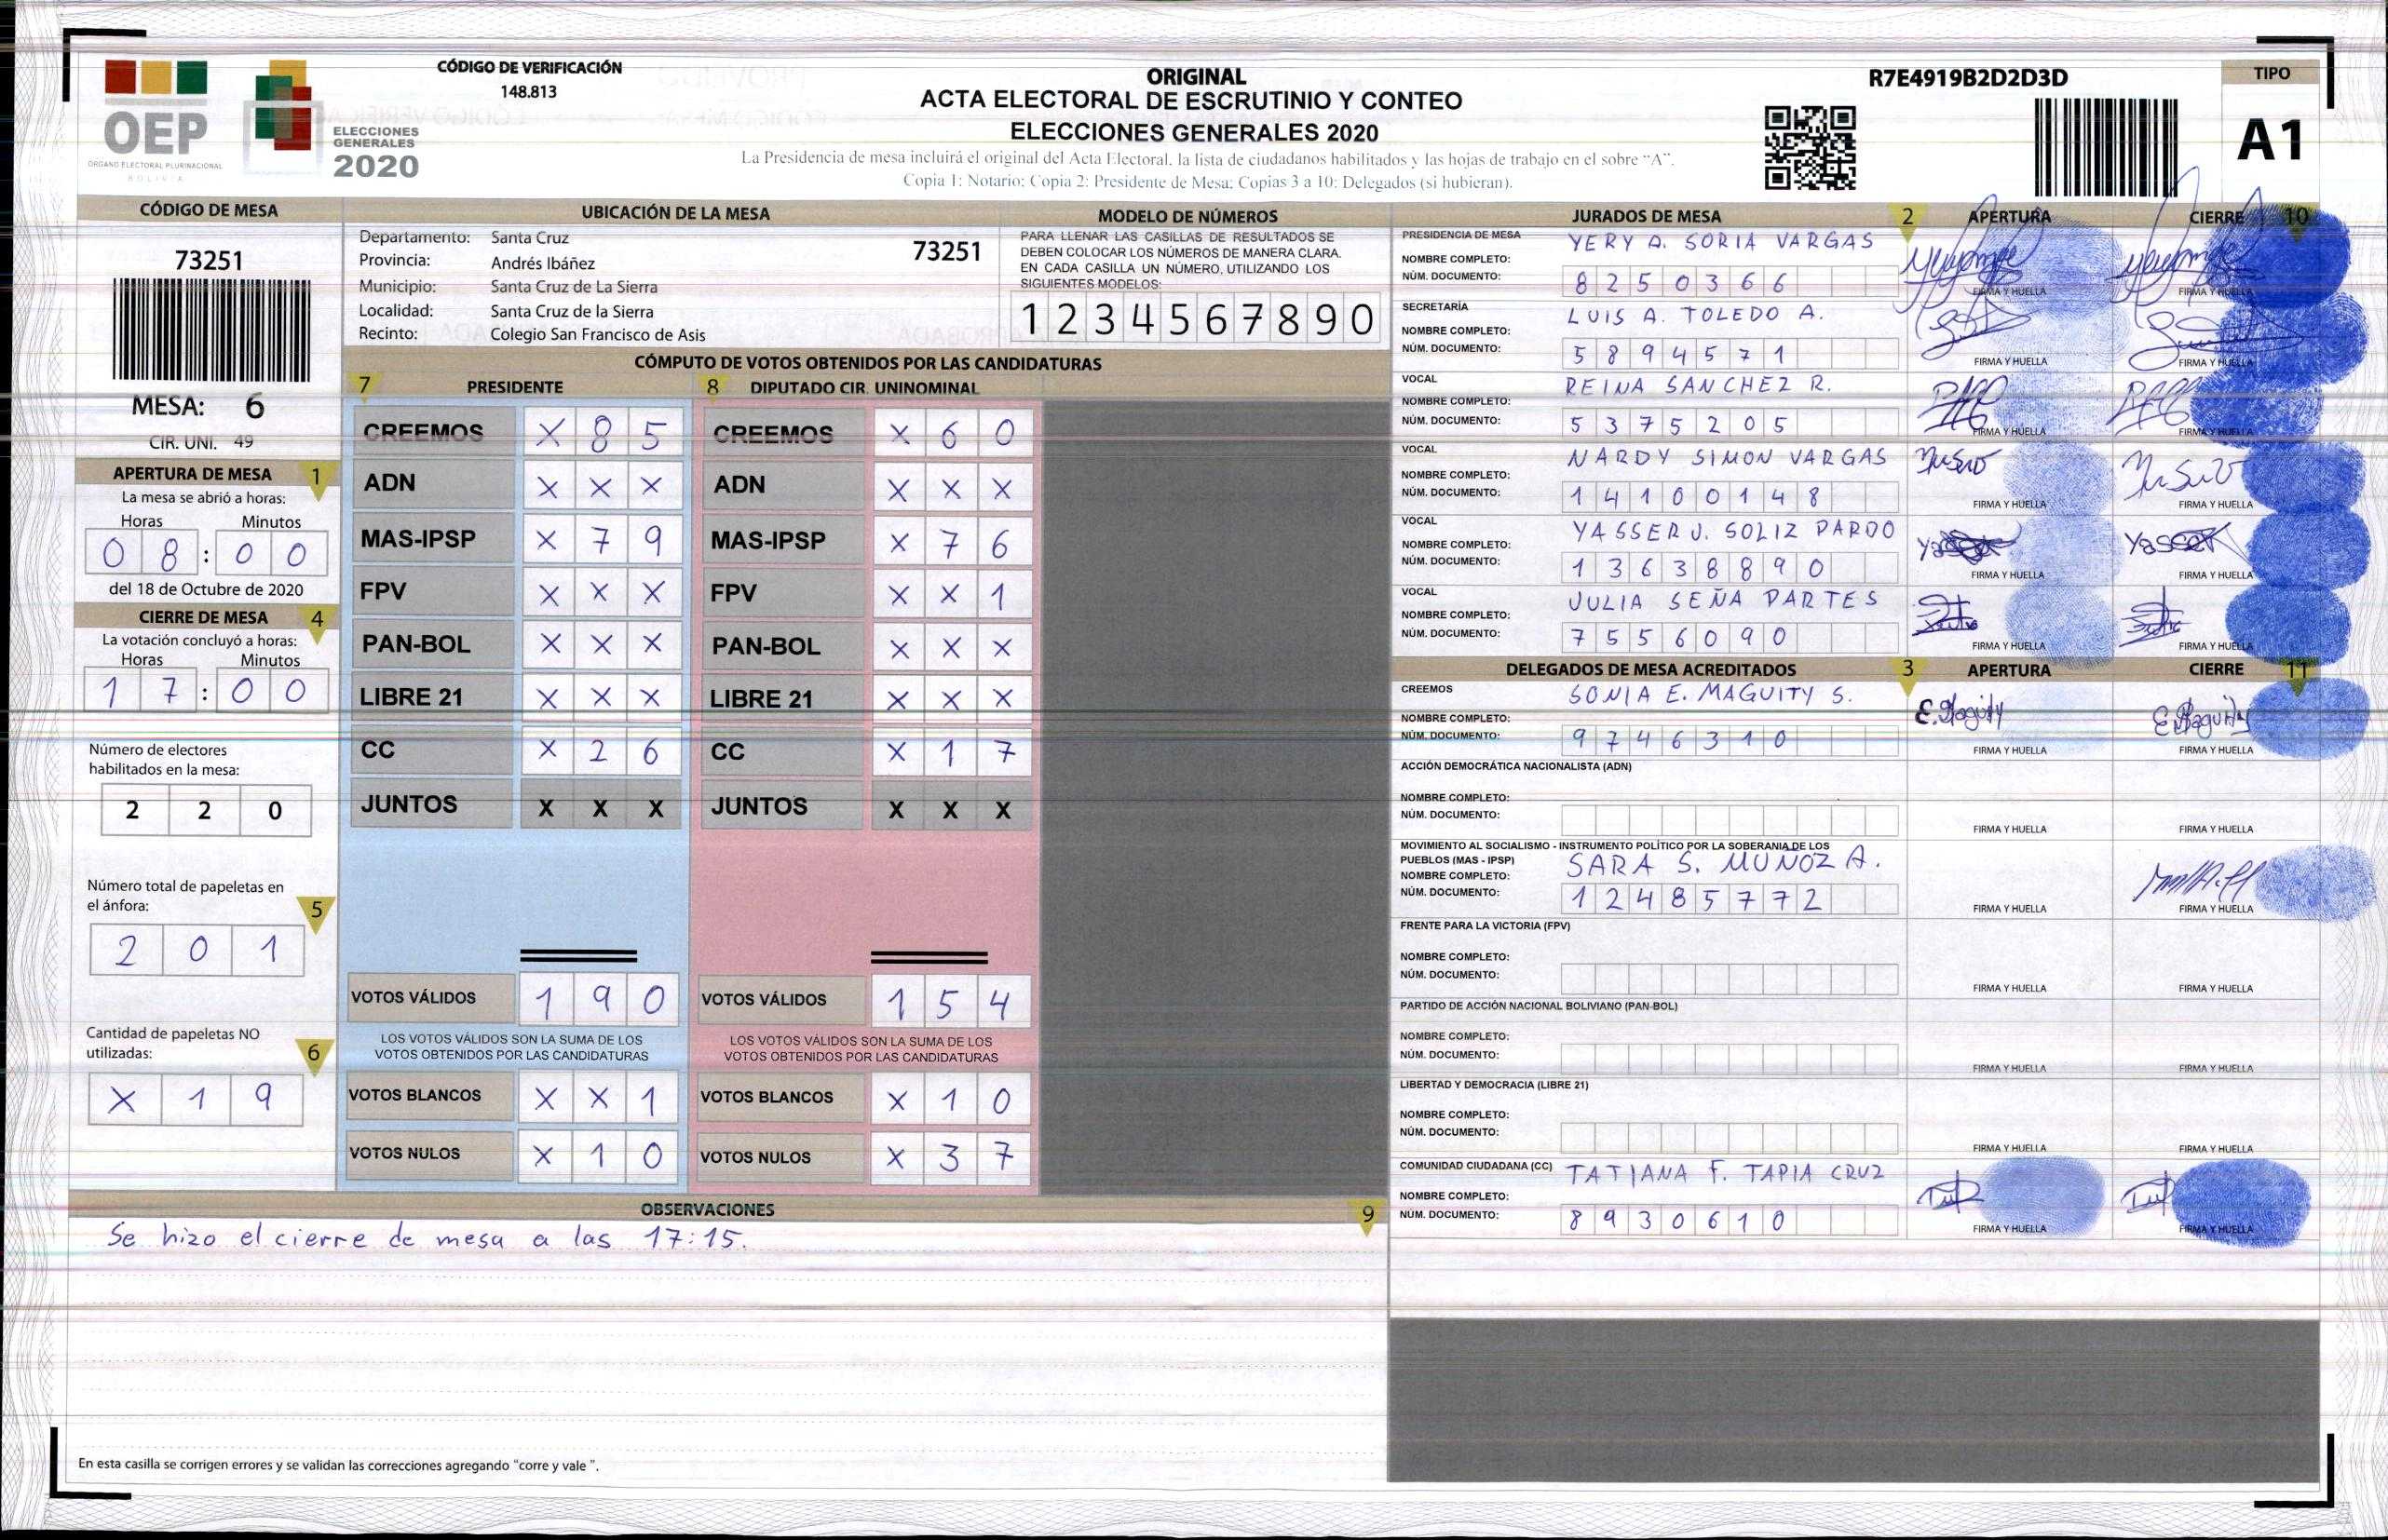 OEP
ÓRGANO ELECTORAL PLURINACIONAL
BOLIVIA
ELECCIONES
GENERALES
2020
CÓDIGO DE VERIFICACIÓN
148.813
ORIGINAL
ACTA ELECTORAL DE ESCRUTINIO Y CONTEO
ELECCIONES GENERALES 2020
La Presidencia de mesa incluirá el original del Acta Electoral, la lista de ciudadanos habilitados y las hojas de trabajo en el sobre “A”.
Copia 1: Notario; Copia 2: Presidente de Mesa; Copias 3 a 10: Delegados (si hubieran).
R7E4919B2D2D3D
TIPO
A1
CÓDIGO DE MESA
73251
MESA: 6
CIR. UNI. 49
APERTURA DE MESA 1
La mesa se abrió a horas:
Horas Minutos
0 8 : 0 0
del 18 de Octubre de 2020
CIERRE DE MESA 4
La votación concluyó a horas:
Horas Minutos
1 7 : 0 0
Número de electores
habilitados en la mesa:
2 2 0
Número total de papeletas en
el ánfora: 5
2 0 1
Cantidad de papeletas NO
utilizadas: 6
X 1 9
UBICACIÓN DE LA MESA
Departamento: Santa Cruz 73251
Provincia: Andrés Ibáñez
Municipio: Santa Cruz de La Sierra
Localidad: Santa Cruz de la Sierra
Recinto: Colegio San Francisco de Asis
MODELO DE NÚMEROS
PARA LLENAR LAS CASILLAS DE RESULTADOS SE
DEBEN COLOCAR LOS NÚMEROS DE MANERA CLARA.
EN CADA CASILLA UN NÚMERO, UTILIZANDO LOS
SIGUIENTES MODELOS:
1 2 3 4 5 6 7 8 9 0
CÓMPUTO DE VOTOS OBTENIDOS POR LAS CANDIDATURAS
7 PRESIDENTE 8 DIPUTADO CIR. UNINOMINAL
CREEMOS X 8 5 CREEMOS X 6 0
ADN X X X ADN X X X
MAS-IPSP X 7 9 MAS-IPSP X 7 6
FPV X X X FPV X X 1
PAN-BOL X X X PAN-BOL X X X
LIBRE 21 X X X LIBRE 21 X X X
CC X 2 6 CC X 1 7
JUNTOS X X X JUNTOS X X X
VOTOS VÁLIDOS 1 9 0 VOTOS VÁLIDOS 1 5 4
LOS VOTOS VÁLIDOS SON LA SUMA DE LOS LOS VOTOS VÁLIDOS SON LA SUMA DE LOS
VOTOS OBTENIDOS POR LAS CANDIDATURAS VOTOS OBTENIDOS POR LAS CANDIDATURAS
VOTOS BLANCOS X X 1 VOTOS BLANCOS X 1 0
VOTOS NULOS X 1 0 VOTOS NULOS X 3 7
OBSERVACIONES 9
Se hizo el cierre de mesa a las 17:15.
En esta casilla se corrigen errores y se validan las correcciones agregando “corre y vale ”.
JURADOS DE MESA 2 APERTURA CIERRE 10
PRESIDENCIA DE MESA YERY A. SORIA VARGAS
NOMBRE COMPLETO:
NÚM. DOCUMENTO: 8 2 5 0 3 6 6 FIRMA Y HUELLA FIRMA Y HUELLA
SECRETARÍA LUIS A. TOLEDO A.
NOMBRE COMPLETO:
NÚM. DOCUMENTO: 5 8 9 4 5 7 1 FIRMA Y HUELLA FIRMA Y HUELLA
VOCAL REINA SANCHEZ R.
NOMBRE COMPLETO:
NÚM. DOCUMENTO: 5 3 7 5 2 0 5 FIRMA Y HUELLA FIRMA Y HUELLA
VOCAL NARDY SIMON VARGAS
NOMBRE COMPLETO:
NÚM. DOCUMENTO: 1 4 1 0 0 1 4 8 FIRMA Y HUELLA FIRMA Y HUELLA
VOCAL YASSER J. SOLIZ PARDO
NOMBRE COMPLETO: Yasser
NÚM. DOCUMENTO: 1 3 6 3 8 8 9 0 FIRMA Y HUELLA FIRMA Y HUELLA
VOCAL JULIA SEÑA PARTES
NOMBRE COMPLETO:
NÚM. DOCUMENTO: 7 5 5 6 0 9 0 FIRMA Y HUELLA FIRMA Y HUELLA
DELEGADOS DE MESA ACREDITADOS 3 APERTURA CIERRE 11
CREEMOS SONIA E. MAGUITY S.
NOMBRE COMPLETO: E. Maguity E. Maguity
NÚM. DOCUMENTO: 9 7 4 6 3 1 0 FIRMA Y HUELLA FIRMA Y HUELLA
ACCIÓN DEMOCRÁTICA NACIONALISTA (ADN)
NOMBRE COMPLETO:
NÚM. DOCUMENTO: FIRMA Y HUELLA FIRMA Y HUELLA
MOVIMIENTO AL SOCIALISMO - INSTRUMENTO POLÍTICO POR LA SOBERANIA DE LOS
PUEBLOS (MAS - IPSP) SARA S. MUÑOZ A.
NOMBRE COMPLETO:
NÚM. DOCUMENTO: 1 2 4 8 5 7 7 2 FIRMA Y HUELLA FIRMA Y HUELLA
FRENTE PARA LA VICTORIA (FPV)
NOMBRE COMPLETO:
NÚM. DOCUMENTO: FIRMA Y HUELLA FIRMA Y HUELLA
PARTIDO DE ACCIÓN NACIONAL BOLIVIANO (PAN-BOL)
NOMBRE COMPLETO:
NÚM. DOCUMENTO: FIRMA Y HUELLA FIRMA Y HUELLA
LIBERTAD Y DEMOCRACIA (LIBRE 21)
NOMBRE COMPLETO:
NÚM. DOCUMENTO: FIRMA Y HUELLA FIRMA Y HUELLA
COMUNIDAD CIUDADANA (CC) TATIANA F. TAPIA CRUZ
NOMBRE COMPLETO:
NÚM. DOCUMENTO: 8 9 3 0 6 1 0 FIRMA Y HUELLA FIRMA Y HUELLA